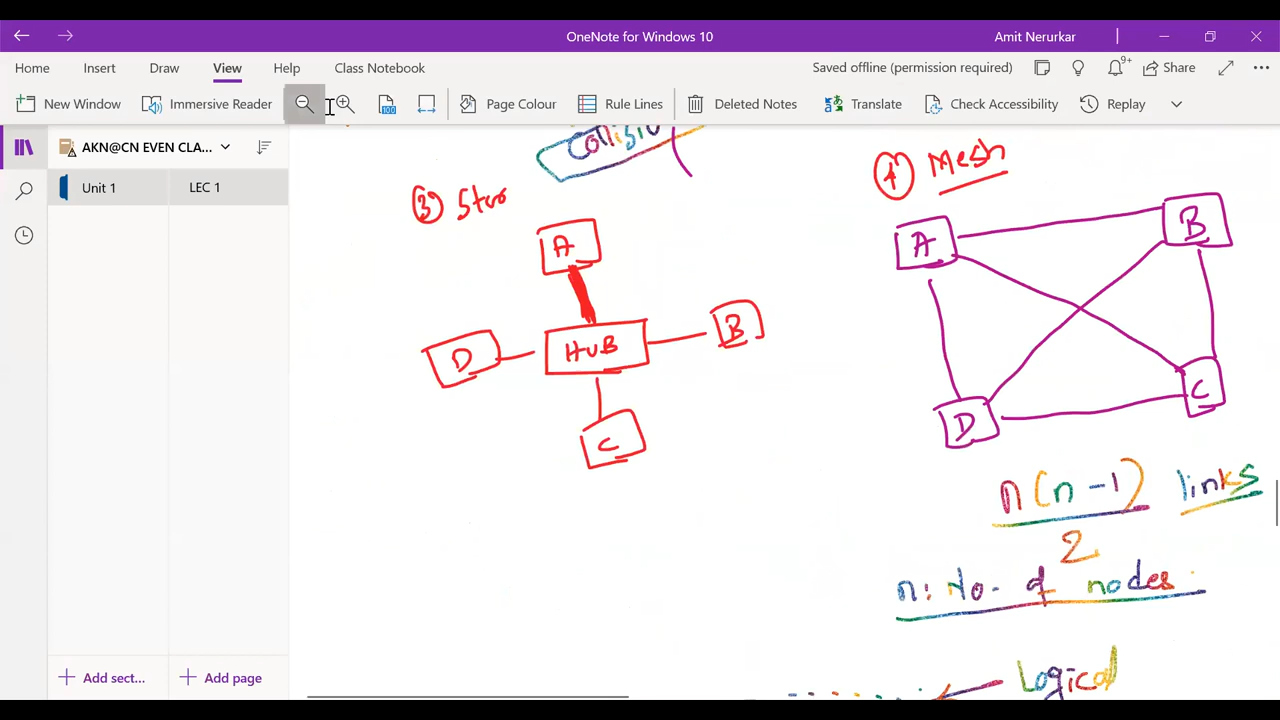 OneNote for Windows 10
Amit Nerurkar
Home Insert Draw View Help Class Notebook
Saved offline (permission required)
9+
Share
New Window
Immersive Reader
100
Page Colour
Rule Lines
Deleted Notes
Translate
Check Accessibility
Replay
AKN@CN EVEN CLA...
Unit 1
LEC 1
③ Star
A
HUB
B
D
C
Mesh
A
B
D
C
n(n-1) links
2
n: No. of nodes
Logical
Add sect...
Add page